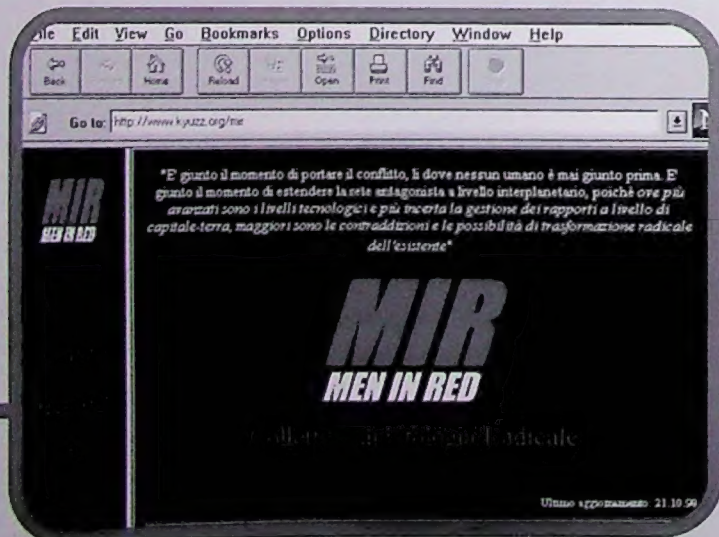 File Edit View Go Bookmarks Options Directory Window Help
Back Home Reload Open Print Find
Go to: http://www.kyuzz.org/mir
MIR
MEN IN RED
"E' giunto il momento di portare il conflitto, lì dove nessun umano è mai giunto prima. E'
giunto il momento di estendere la rete antagonista a livello interplanetario, poichè ove più
avanzati sono i livelli tecnologici e più incerta la gestione dei rapporti a livello di
capitale-terra, maggiori sono le contraddizioni e le possibilità di trasformazione radicale
dell'esistente"
MIR
MEN IN RED
Radicale
Ultimo aggiornamento: 21.10.98